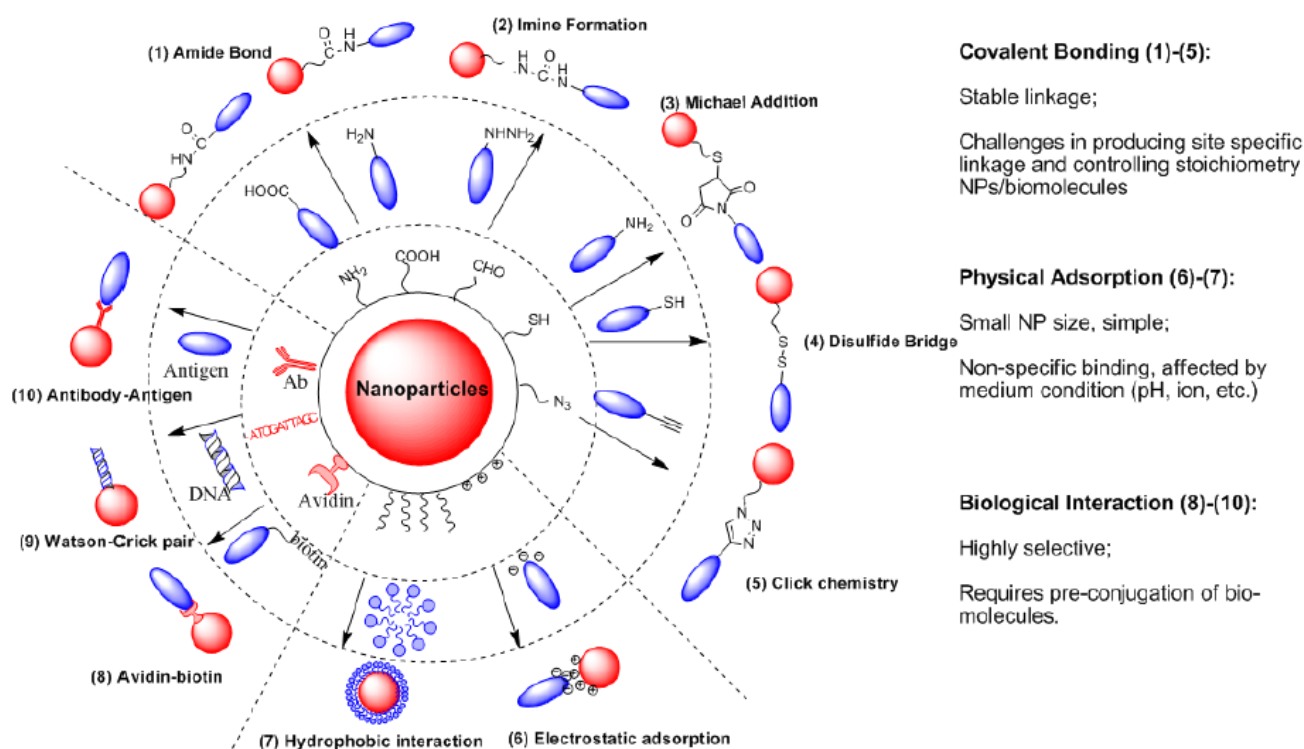 (1) Amide Bond
O
C
N
H
(2) Imine Formation
H
N
O
C
H
N
(3) Michael Addition
S
O
N
O
O
C
HN
H₂N
NHNH₂
HOOC
NH₂
SH
NH₂
COOH
CHO
SH
N₃
Nanoparticles
Ab
ATCGATTAGC
Avidin
Antigen
DNA
biotin
(10) Antibody-Antigen
(9) Watson-Crick pair
(8) Avidin-biotin
(7) Hydrophobic interaction
(6) Electrostatic adsorption
S
S
(4) Disulfide Bridge
N
N
N
(5) Click chemistry
Covalent Bonding (1)-(5):
Stable linkage;
Challenges in producing site specific
linkage and controlling stoichiometry
NPs/biomolecules
Physical Adsorption (6)-(7):
Small NP size, simple;
Non-specific binding, affected by
medium condition (pH, ion, etc.)
Biological Interaction (8)-(10):
Highly selective;
Requires pre-conjugation of bio-
molecules.